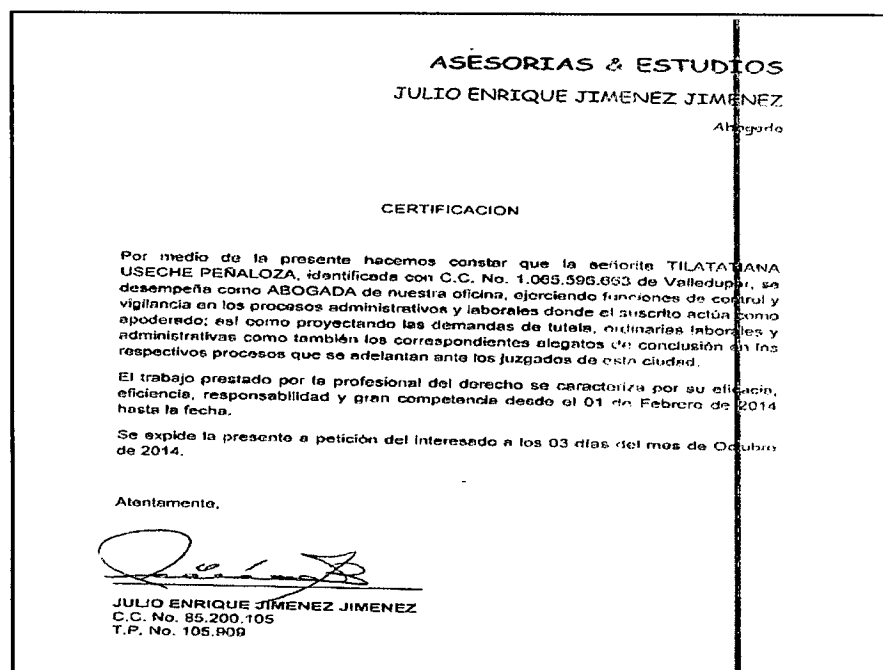 ASESORIAS & ESTUDIOS
JULIO ENRIQUE JIMENEZ JIMENEZ
Abogado
CERTIFICACION
Por medio de la presente hacemos constar que la señorita TILATATIANA
USECHE PEÑALOZA, identificada con C.C. No. 1.065.596.663 de Valledupar, se
desempeña como ABOGADA de nuestra oficina, ejerciendo funciones de control y
vigilancia en los procesos administrativos y laborales donde el suscrito actúa como
apoderado; así como proyectando las demandas de tutela, ordinarias laborales y
administrativas como también los correspondientes alegatos de conclusión en los
respectivos procesos que se adelantan ante los juzgados de esta ciudad.
El trabajo prestado por la profesional del derecho se caracteriza por su eficacia,
eficiencia, responsabilidad y gran competencia desde el 01 de Febrero de 2014
hasta la fecha.
Se expide la presente a petición del interesado a los 03 días del mes de Octubre
de 2014.
Atentamente,
JULIO ENRIQUE JIMENEZ JIMENEZ
C.C. No. 85.200.105
T.P. No. 105.909